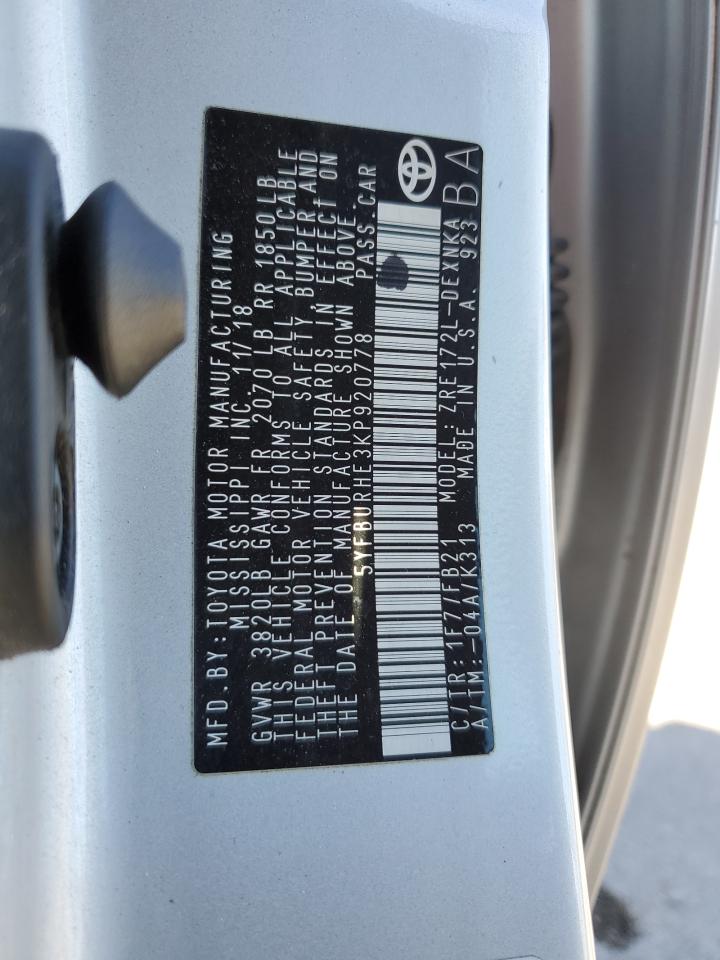 MFD.BY:TOYOTA MOTOR MANUFACTURING
MISSISSIPPI INC. 11/18
GVWR 3820LB GAWR FR 2070 LB RR 1850 LB
THIS VEHICLE CONFORMS TO ALL APPLICABLE
FEDERAL MOTOR VEHICLE SAFETY, BUMPER AND
THEFT PREVENTION STANDARDS IN EFFECT ON
THE DATE OF MANUFACTURE SHOWN ABOVE.
5YFBURHE3KP920778 PASS.CAR
C/TR:1F7/FB21 MODEL:ZRE172L-DEXNKA
A/TM:-04A/K313 MADE IN U.S.A. 923 BA